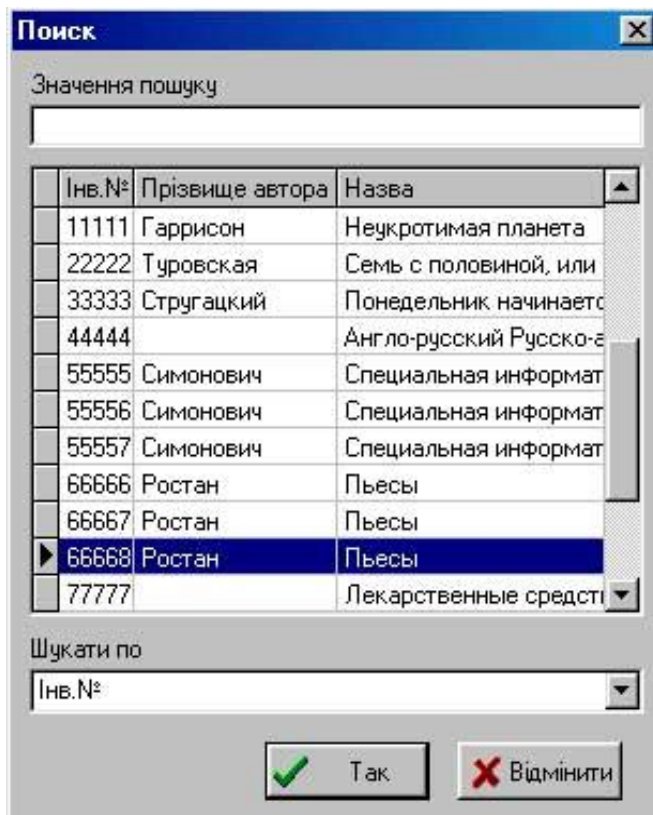 Поиск
Значення пошуку
Інв.№ Прізвище автора Назва
11111 Гаррисон Неукротимая планета
22222 Туровская Семь с половиной, или
33333 Стругацкий Понедельник начинаетс
44444 Англо-русский Русско-а
55555 Симонович Специальная информат
55556 Симонович Специальная информат
55557 Симонович Специальная информат
66666 Ростан Пьесы
66667 Ростан Пьесы
66668 Ростан Пьесы
77777 Лекарственные средст
Шукати по
Інв.№
Так Відмінити